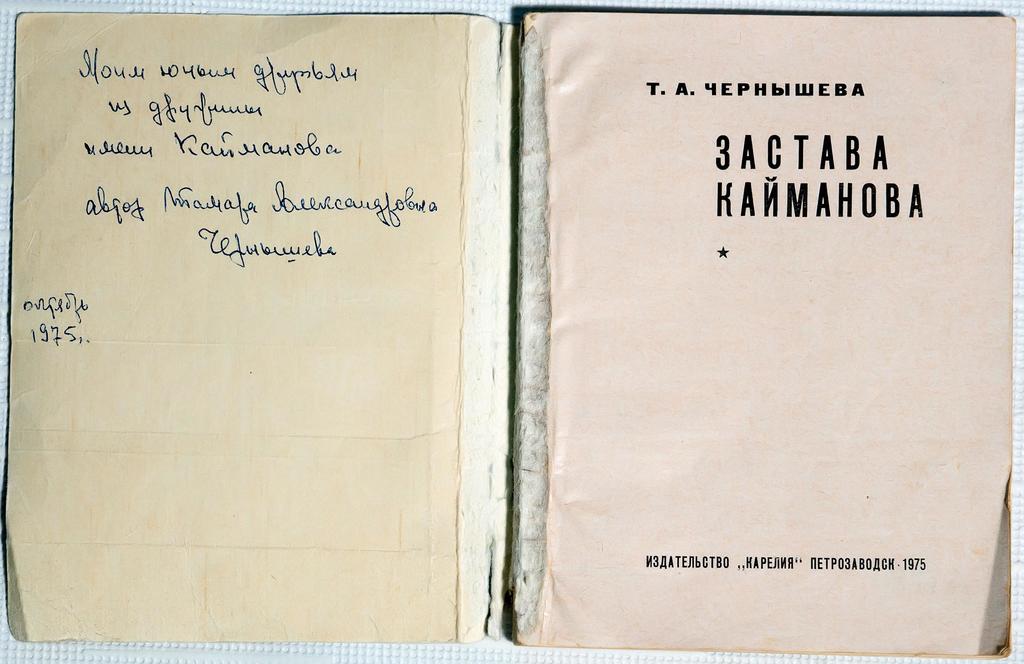 Моим юным друзьям
из дружины
имени Кайманова
автор Тамара Александровна
Чернышева
октябрь
1975г.
Т. А. ЧЕРНЫШЕВА
ЗАСТАВА
КАЙМАНОВА
ИЗДАТЕЛЬСТВО „КАРЕЛИЯ“ ПЕТРОЗАВОДСК · 1975